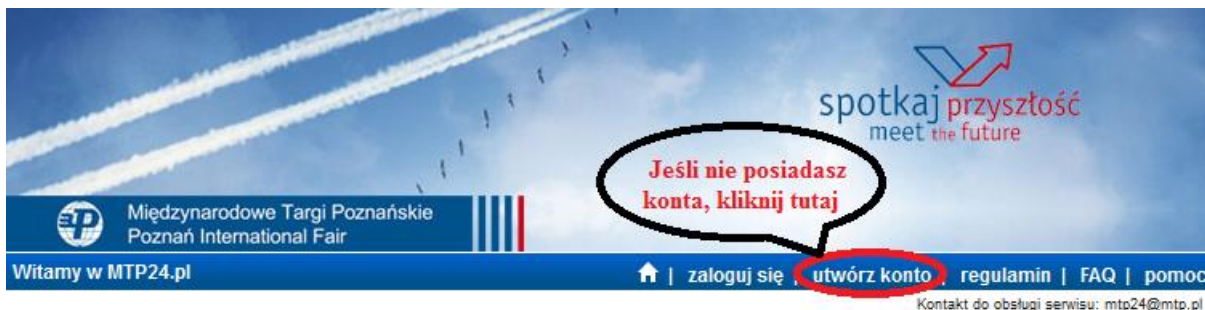 spotkaj przyszłość
meet the future
Jeśli nie posiadasz
konta, kliknij tutaj
Międzynarodowe Targi Poznańskie
Poznań International Fair
Witamy w MTP24.pl
| zaloguj się | utwórz konto | regulamin | FAQ | pomoc
Kontakt do obsługi serwisu: mtp24@mtp.pl